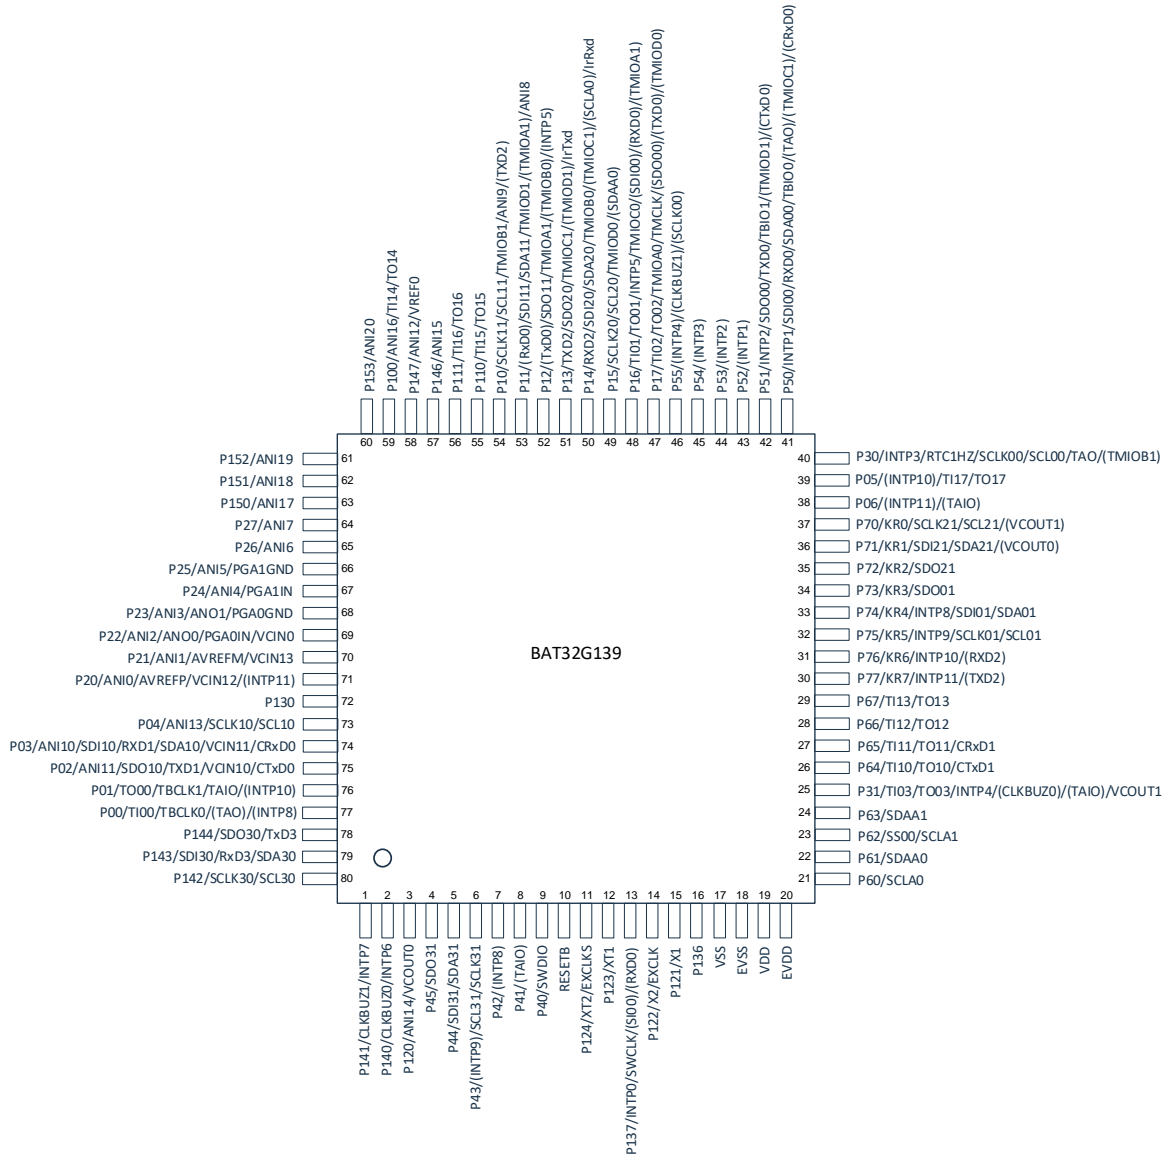 P153/ANI20
P100/ANI16/TI14/TO14
P147/ANI12/VREF0
P146/ANI15
P111/TI16/TO16
P110/TI15/TO15
P10/SCLK11/SCL11/TMIOB1/ANI9/(TXD2)
P11/(RxD0)/SDI11/SDA11/TMIOD1/(TMIOA1)/ANI8
P12/(TxD0)/SDO11/TMIOA1/(TMIOB0)/(INTP5)
P13/TXD2/SDO20/TMIOC1/(TMIOD1)/IrTxd
P14/RXD2/SDI20/SDA20/TMIOB0/(TMIOC1)/(SCLA0)/IrRxd
P15/SCLK20/SCL20/TMIOD0/(SDAA0)
P16/TI01/TO01/INTP5/TMIOC0/(SDI00)/(RXD0)/(TMIOA1)
P17/TI02/TO02/TMIOA0/TMCLK/(SDO00)/(TXD0)/(TMIOD0)
P55/(INTP4)/(CLKBUZ1)/(SCLK00)
P54/(INTP3)
P53/(INTP2)
P52/(INTP1)
P51/INTP2/SDO00/TXD0/TBIO1/(TMIOD1)/(CTxD0)
P50/INTP1/SDI00/RXD0/SDA00/TBIO0/(TAO)/(TMIOC1)/(CRxD0)
60 59 58 57 56 55 54 53 52 51 50 49 48 47 46 45 44 43 42 41
P152/ANI19 61
P151/ANI18 62
P150/ANI17 63
P27/ANI7 64
P26/ANI6 65
P25/ANI5/PGA1GND 66
P24/ANI4/PGA1IN 67
P23/ANI3/ANO1/PGA0GND 68
P22/ANI2/ANO0/PGA0IN/VCIN0 69
P21/ANI1/AVREFM/VCIN13 70
P20/ANI0/AVREFP/VCIN12/(INTP11) 71
P130 72
P04/ANI13/SCLK10/SCL10 73
P03/ANI10/SDI10/RXD1/SDA10/VCIN11/CRxD0 74
P02/ANI11/SDO10/TXD1/VCIN10/CTxD0 75
P01/TO00/TBCLK1/TAIO/(INTP10) 76
P00/TI00/TBCLK0/(TAO)/(INTP8) 77
P144/SDO30/TxD3 78
P143/SDI30/RxD3/SDA30 79
P142/SCLK30/SCL30 80
BAT32G139
40 P30/INTP3/RTC1HZ/SCLK00/SCL00/TAO/(TMIOB1)
39 P05/(INTP10)/TI17/TO17
38 P06/(INTP11)/(TAIO)
37 P70/KR0/SCLK21/SCL21/(VCOUT1)
36 P71/KR1/SDI21/SDA21/(VCOUT0)
35 P72/KR2/SDO21
34 P73/KR3/SDO01
33 P74/KR4/INTP8/SDI01/SDA01
32 P75/KR5/INTP9/SCLK01/SCL01
31 P76/KR6/INTP10/(RXD2)
30 P77/KR7/INTP11/(TXD2)
29 P67/TI13/TO13
28 P66/TI12/TO12
27 P65/TI11/TO11/CRxD1
26 P64/TI10/TO10/CTxD1
25 P31/TI03/TO03/INTP4/(CLKBUZ0)/(TAIO)/VCOUT1
24 P63/SDAA1
23 P62/SS00/SCLA1
22 P61/SDAA0
21 P60/SCLA0
1 2 3 4 5 6 7 8 9 10 11 12 13 14 15 16 17 18 19 20
P141/CLKBUZ1/INTP7
P140/CLKBUZ0/INTP6
P120/ANI14/VCOUT0
P45/SDO31
P44/SDI31/SDA31
P43/(INTP9)/SCL31/SCLK31
P42/(INTP8)
P41/(TAIO)
P40/SWDIO
RESETB
P124/XT2/EXCLKS
P123/XT1
P137/INTP0/SWCLK/(SI00)/(RXD0)
P122/X2/EXCLK
P121/X1
P136
VSS
EVSS
VDD
EVDD